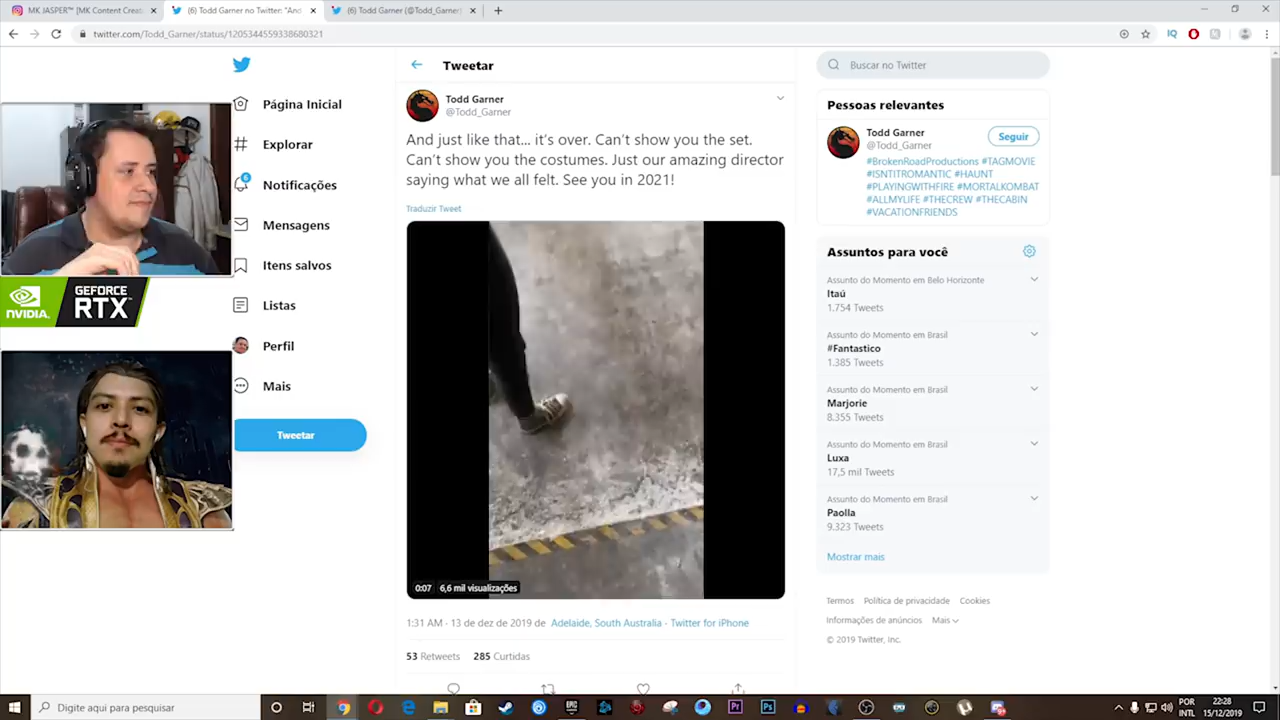 MK JASPER™ [MK Content Creat
(6) Todd Garner no Twitter: "And
(6) Todd Garner (@Todd_Garner)
twitter.com/Todd_Garner/status/1205344559338680321
Tweetar
Buscar no Twitter
Página Inicial
Explorar
6
Notificações
Mensagens
Itens salvos
Listas
Perfil
Mais
Tweetar
NVIDIA.
GEFORCE
RTX
Todd Garner
@Todd_Garner
And just like that... it's over. Can't show you the set.
Can't show you the costumes. Just our amazing director
saying what we all felt. See you in 2021!
Traduzir Tweet
0:07
6,6 mil visualizações
1:31 AM · 13 de dez de 2019 de Adelaide, South Australia · Twitter for iPhone
53 Retweets 285 Curtidas
Pessoas relevantes
Todd Garner
@Todd_Garner
Seguir
#BrokenRoadProductions #TAGMOVIE
#ISNTITROMANTIC #HAUNT
#PLAYINGWITHFIRE #MORTALKOMBAT
#ALLMYLIFE #THECREW #THECABIN
#VACATIONFRIENDS
Assuntos para você
Assunto do Momento em Belo Horizonte
Itaú
1.754 Tweets
Assunto do Momento em Brasil
#Fantastico
1.385 Tweets
Assunto do Momento em Brasil
Marjorie
8.355 Tweets
Assunto do Momento em Brasil
Luxa
17,5 mil Tweets
Assunto do Momento em Brasil
Paolla
9.323 Tweets
Mostrar mais
Termos Política de privacidade Cookies
Informações de anúncios Mais
© 2019 Twitter, Inc.
Digite aqui para pesquisar
EPIC
Pr
Ps
POR
INTL
22:28
15/12/2019